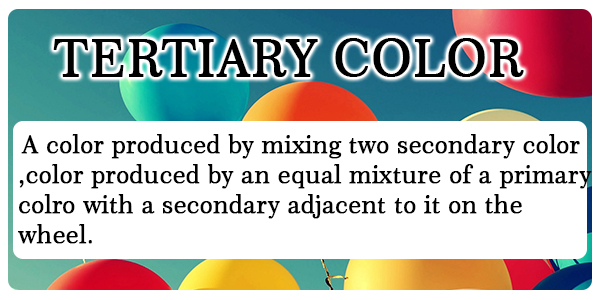 TERTIARY COLOR
A color produced by mixing two secondary color
,color produced by an equal mixture of a primary
colro with a secondary adjacent to it on the
wheel.